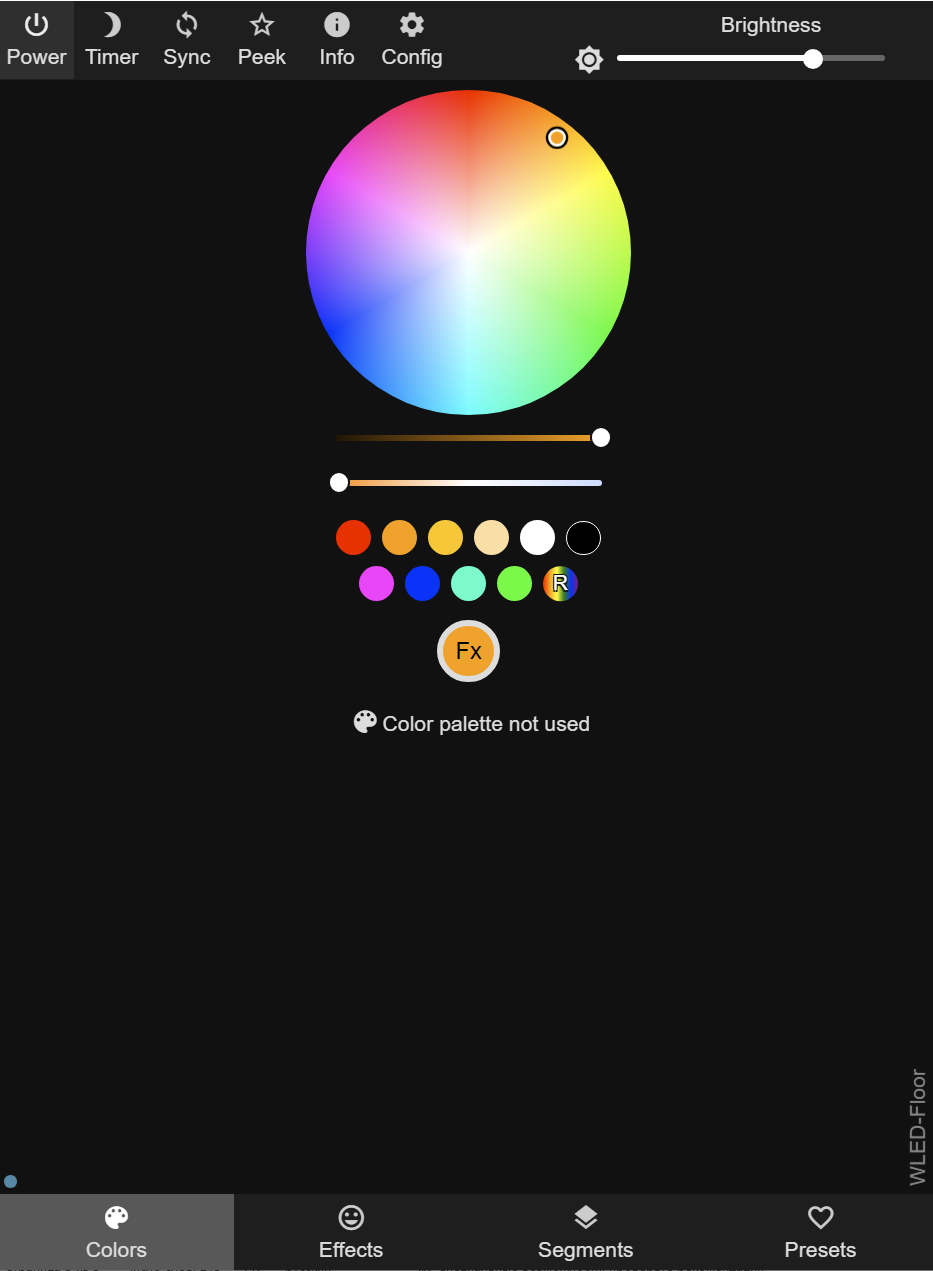 Power Timer Sync Peek Info Config
Brightness
R
Fx
Color palette not used
WLED-Floor
Colors Effects Segments Presets